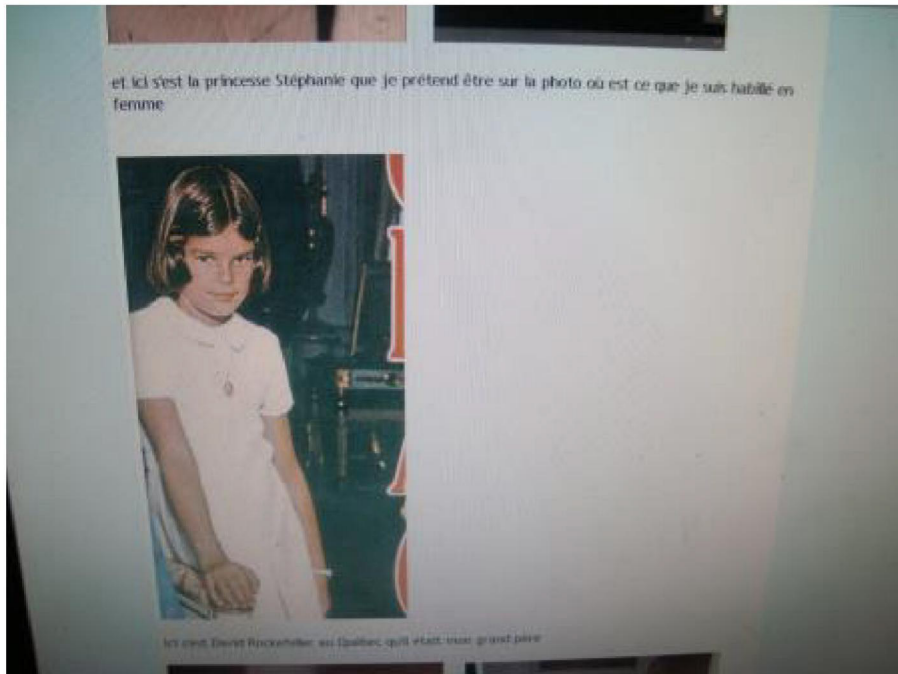 et ici s'est la princesse Stéphanie que je prétend être sur la photo où est ce que je suis habillé en
femme
ici c'est David Rockefeller au Québec qu'il était mon grand père